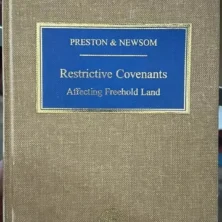 PRESTON & NEWSOM
Restrictive Covenants
Affecting Freehold Land